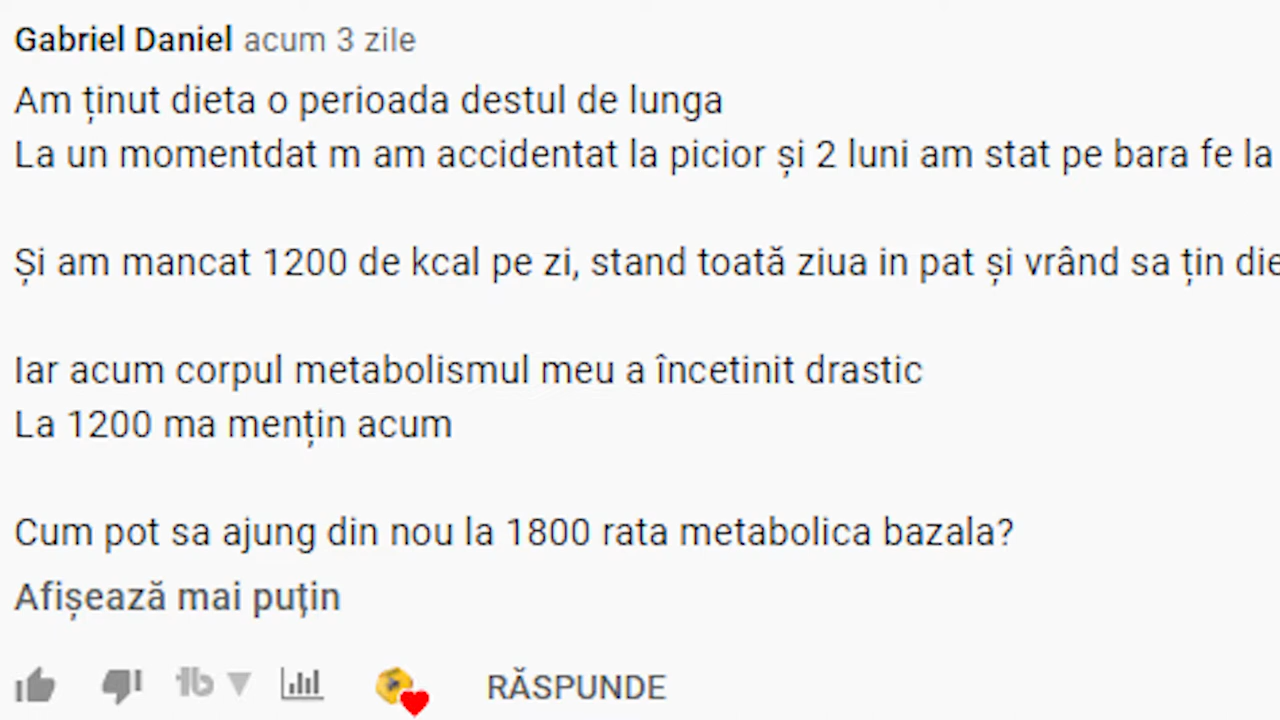 Gabriel Daniel acum 3 zile
Am ținut dieta o perioada destul de lunga
La un momentdat m am accidentat la picior și 2 luni am stat pe bara fe la
Și am mancat 1200 de kcal pe zi, stand toată ziua in pat și vrând sa țin die
Iar acum corpul metabolismul meu a încetinit drastic
La 1200 ma mențin acum
Cum pot sa ajung din nou la 1800 rata metabolica bazala?
Afișează mai puțin
RĂSPUNDE